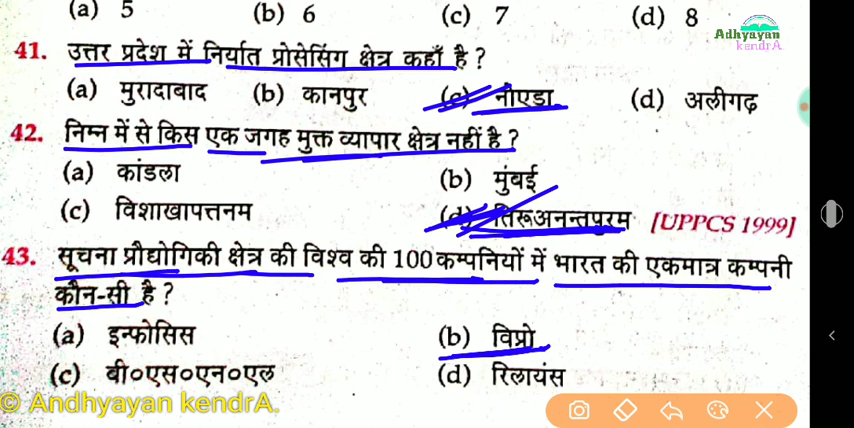 (a) 5 (b) 6 (c) 7 (d) 8
Adhyayan
kendrA
41. उत्तर प्रदेश में निर्यात प्रोसेसिंग क्षेत्र कहाँ है ?
(a) मुरादाबाद (b) कानपुर (c) नोएडा (d) अलीगढ़
42. निम्न में से किस एक जगह मुक्त व्यापार क्षेत्र नहीं है ?
(a) कांडला (b) मुंबई
(c) विशाखापत्तनम (d) तिरूअनन्तपुरम [UPPCS 1999]
43. सूचना प्रौद्योगिकी क्षेत्र की विश्व की 100 कम्पनियों में भारत की एकमात्र कम्पनी
कौन-सी है ?
(a) इन्फोसिस (b) विप्रो
(c) बी०एस०एन०एल (d) रिलायंस
© Andhyayan kendrA.